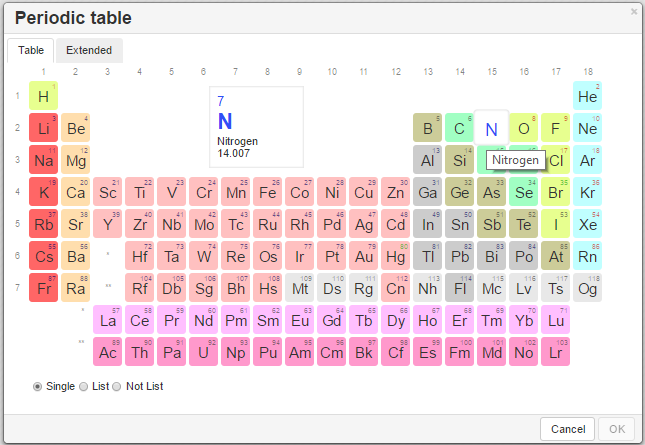 Periodic table ×
Table Extended
1 2 3 4 5 6 7 8 9 10 11 12 13 14 15 16 17 18
1 H 1 He 2
7
N
Nitrogen
14.007
2 Li 3 Be 4 B 5 C 6 N O 8 F 9 Ne 10
3 Na 11 Mg 12 Al 13 Si 14 Cl 17 Ar 18
Nitrogen
4 K 19 Ca 20 Sc 21 Ti 22 V 23 Cr 24 Mn 25 Fe 26 Co 27 Ni 28 Cu 29 Zn 30 Ga 31 Ge 32 As 33 Se 34 Br 35 Kr 36
5 Rb 37 Sr 38 Y 39 Zr 40 Nb 41 Mo 42 Tc 43 Ru 44 Rh 45 Pd 46 Ag 47 Cd 48 In 49 Sn 50 Sb 51 Te 52 I 53 Xe 54
6 Cs 55 Ba 56 * Hf 72 Ta 73 W 74 Re 75 Os 76 Ir 77 Pt 78 Au 79 Hg 80 Tl 81 Pb 82 Bi 83 Po 84 At 85 Rn 86
7 Fr 87 Ra 88 ** Rf 104 Db 105 Sg 106 Bh 107 Hs 108 Mt 109 Ds 110 Rg 111 Cn 112 Nh 113 Fl 114 Mc 115 Lv 116 Ts 117 Og 118
* La 57 Ce 58 Pr 59 Nd 60 Pm 61 Sm 62 Eu 63 Gd 64 Tb 65 Dy 66 Ho 67 Er 68 Tm 69 Yb 70 Lu 71
** Ac 89 Th 90 Pa 91 U 92 Np 93 Pu 94 Am 95 Cm 96 Bk 97 Cf 98 Es 99 Fm 100 Md 101 No 102 Lr 103
Single List Not List
Cancel OK